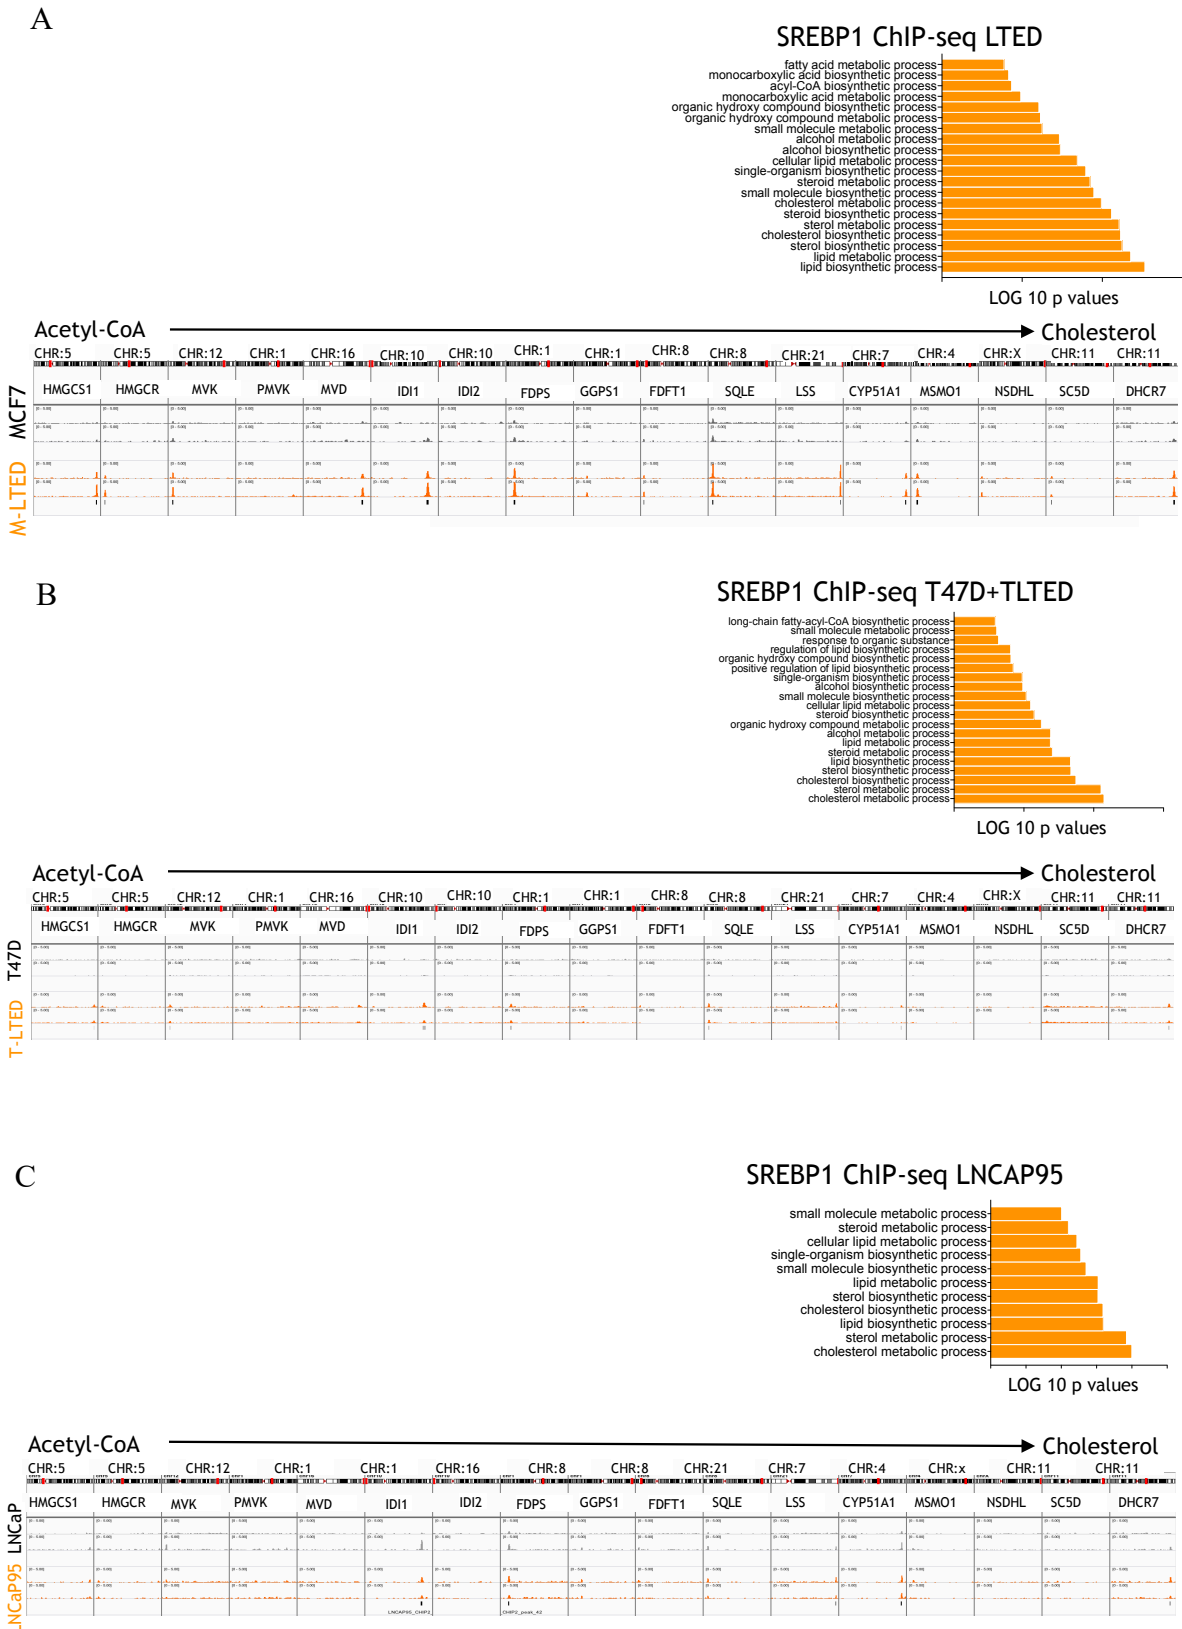 A
SREBP1 ChIP-seq LTED
fatty acid metabolic process
monocarboxylic acid biosynthetic process
acyl-CoA biosynthetic process
monocarboxylic acid metabolic process
organic hydroxy compound biosynthetic process
organic hydroxy compound metabolic process
small molecule metabolic process
alcohol metabolic process
alcohol biosynthetic process
cellular lipid metabolic process
single-organism biosynthetic process
steroid metabolic process
small molecule biosynthetic process
cholesterol metabolic process
steroid biosynthetic process
sterol metabolic process
cholesterol biosynthetic process
sterol biosynthetic process
lipid metabolic process
lipid biosynthetic process
LOG 10 p values
Acetyl-CoA Cholesterol
CHR:5 CHR:5 CHR:12 CHR:1 CHR:16 CHR:10 CHR:10 CHR:1 CHR:1 CHR:8 CHR:8 CHR:21 CHR:7 CHR:4 CHR:X CHR:11 CHR:11
HMGCS1 HMGCR MVK PMVK MVD IDI1 IDI2 FDPS GGPS1 FDFT1 SQLE LSS CYP51A1 MSMO1 NSDHL SC5D DHCR7
MCF7
M-LTED
B
SREBP1 ChIP-seq T47D+TLTED
long-chain fatty-acyl-CoA biosynthetic process
small molecule metabolic process
response to organic substance
regulation of lipid biosynthetic process
organic hydroxy compound biosynthetic process
positive regulation of lipid biosynthetic process
single-organism biosynthetic process
alcohol biosynthetic process
small molecule biosynthetic process
cellular lipid metabolic process
steroid biosynthetic process
organic hydroxy compound metabolic process
alcohol metabolic process
lipid metabolic process
steroid metabolic process
lipid biosynthetic process
sterol biosynthetic process
cholesterol biosynthetic process
sterol metabolic process
cholesterol metabolic process
LOG 10 p values
Acetyl-CoA Cholesterol
CHR:5 CHR:5 CHR:12 CHR:1 CHR:16 CHR:10 CHR:10 CHR:1 CHR:1 CHR:8 CHR:8 CHR:21 CHR:7 CHR:4 CHR:X CHR:11 CHR:11
HMGCS1 HMGCR MVK PMVK MVD IDI1 IDI2 FDPS GGPS1 FDFT1 SQLE LSS CYP51A1 MSMO1 NSDHL SC5D DHCR7
T47D
T-LTED
C
SREBP1 ChIP-seq LNCAP95
small molecule metabolic process
steroid metabolic process
cellular lipid metabolic process
single-organism biosynthetic process
small molecule biosynthetic process
lipid metabolic process
sterol biosynthetic process
cholesterol biosynthetic process
lipid biosynthetic process
sterol metabolic process
cholesterol metabolic process
LOG 10 p values
Acetyl-CoA Cholesterol
CHR:5 CHR:5 CHR:12 CHR:1 CHR:1 CHR:16 CHR:8 CHR:8 CHR:21 CHR:7 CHR:4 CHR:x CHR:11 CHR:11
HMGCS1 HMGCR MVK PMVK MVD IDI1 IDI2 FDPS GGPS1 FDFT1 SQLE LSS CYP51A1 MSMO1 NSDHL SC5D DHCR7
LNCaP
LNCaP95
LNCAP95_CHIP2 CHIP2_peak_42